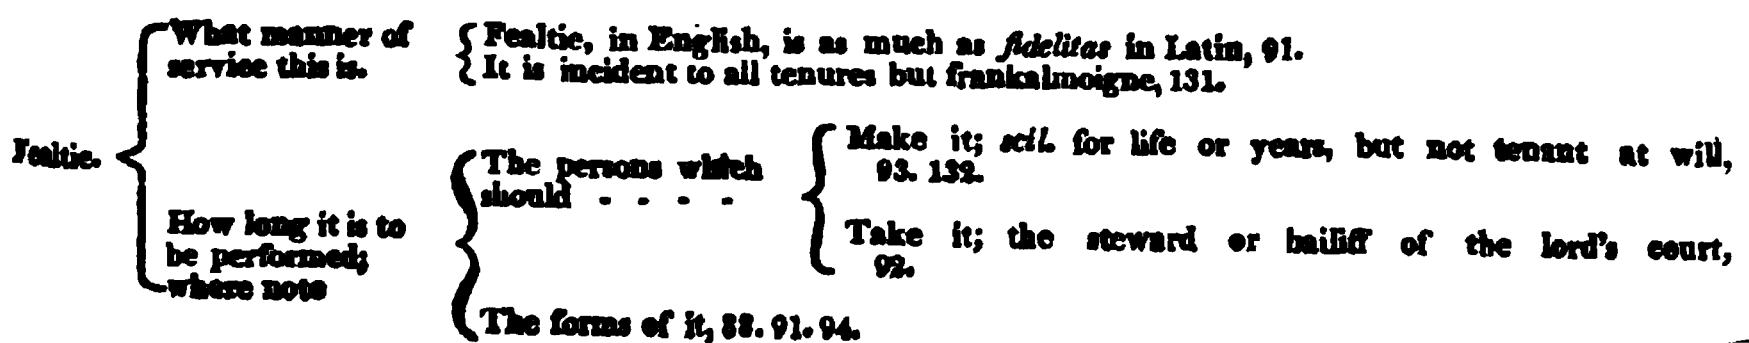 Fealtie.
What manner of
service this is.
Fealtie, in English, is as much as fidelitas in Latin, 91.
It is incident to all tenures but frankalmoigne, 131.
How long it is to
be performed;
where note
The persons which
should - - - -
Make it; scil. for life or years, but not tenant at will,
93. 132.
Take it; the steward or bailiff of the lord's court,
92.
The forms of it, 88. 91. 94.